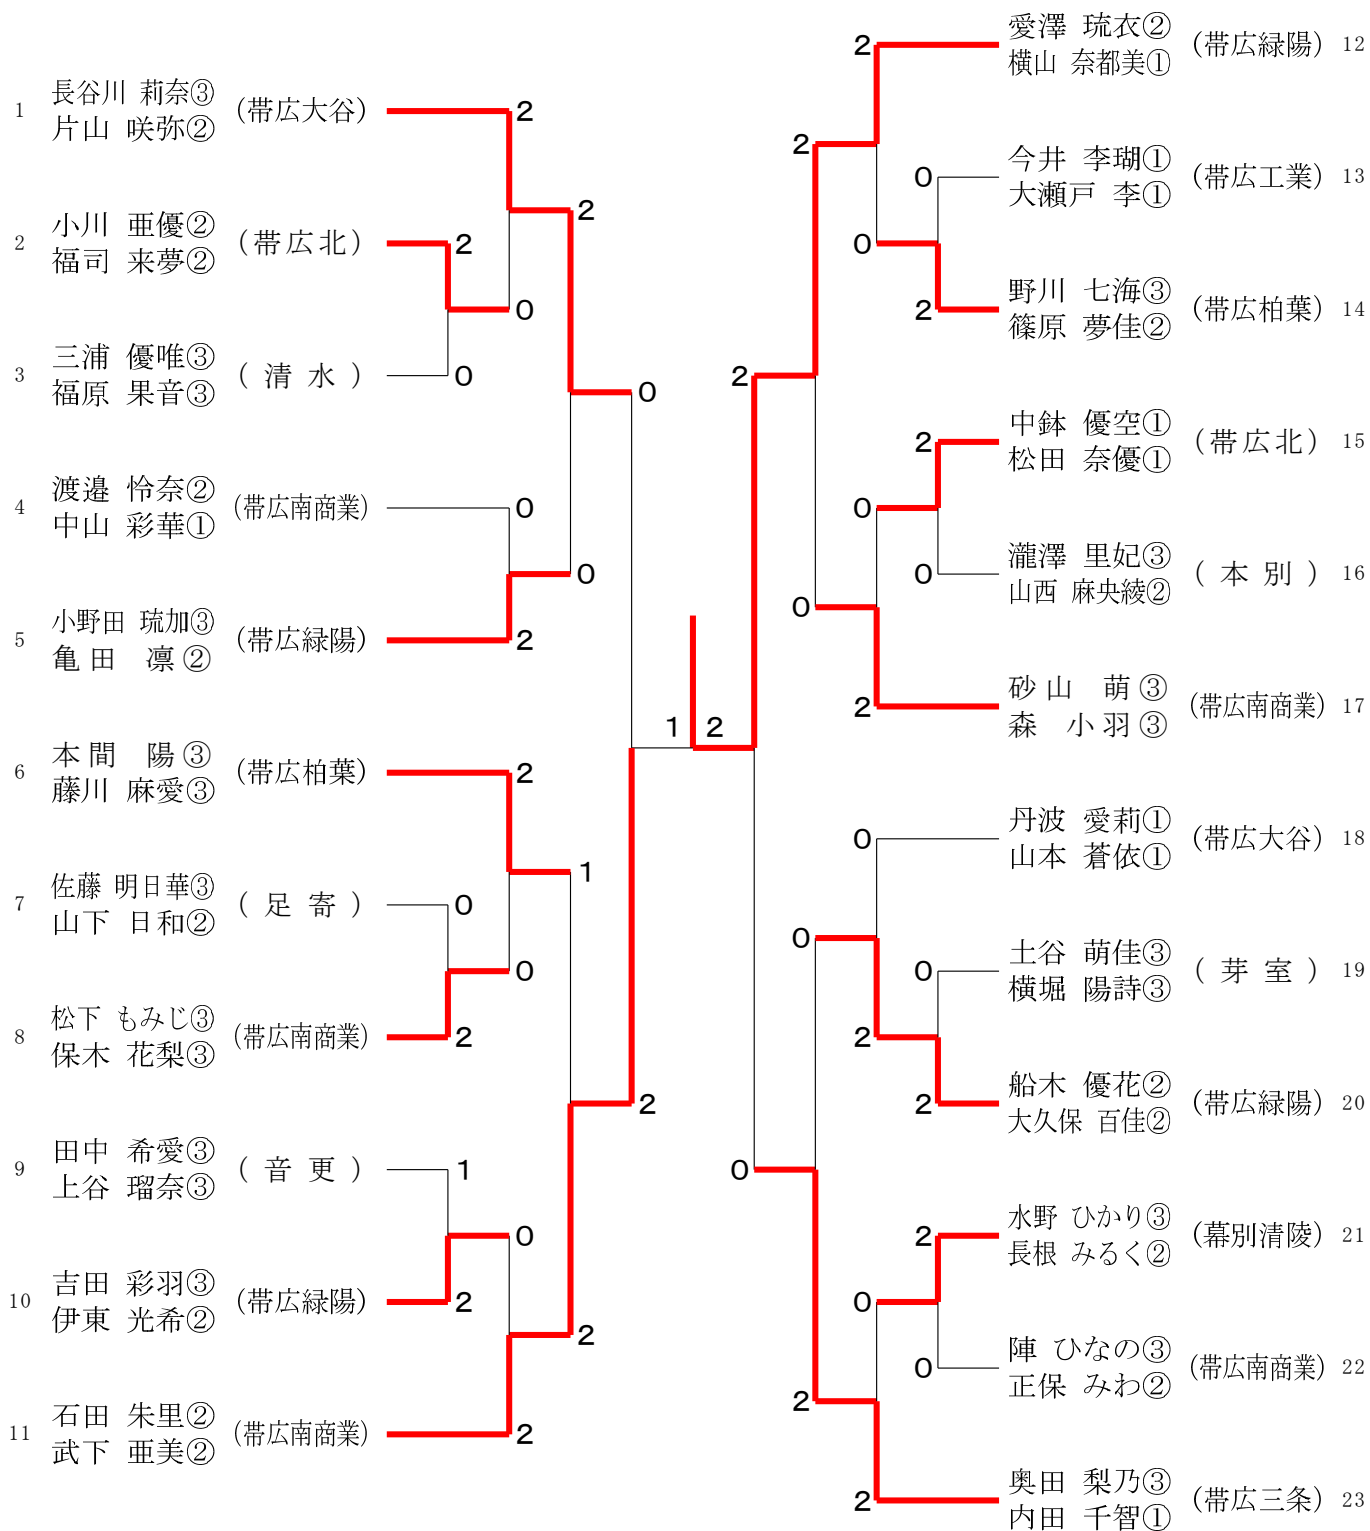 1 長谷川 莉奈③ (帯広大谷) 2
片山 咲弥②
2
2 小川 亜優② (帯広北) 2
福司 来夢②
0
3 三浦 優唯③ (清水) 0
福原 果音③
0
4 渡邉 怜奈② (帯広南商業) 0
中山 彩華①
0
5 小野田 琉加③ (帯広緑陽) 2
亀田 凛②
6 本間 陽③ (帯広柏葉) 2
藤川 麻愛③
1
7 佐藤 明日華③ (足寄) 0
山下 日和②
0
8 松下 もみじ③ (帯広南商業) 2
保木 花梨③
2
9 田中 希愛③ (音更) 1
上谷 瑠奈③
0
10 吉田 彩羽③ (帯広緑陽) 2
伊東 光希②
2
11 石田 朱里② (帯広南商業) 2
武下 亜美②
1 2
2 愛澤 琉衣② (帯広緑陽) 12
横山 奈都美①
2
0 今井 李瑚① (帯広工業) 13
大瀬戸 李①
0
2 野川 七海③ (帯広柏葉) 14
篠原 夢佳②
2
2 中鉢 優空① (帯広北) 15
松田 奈優①
0
0 瀧澤 里妃③ (本別) 16
山西 麻央綾②
0
2 砂山 萌③ (帯広南商業) 17
森 小羽③
0 丹波 愛莉① (帯広大谷) 18
山本 蒼依①
0
0 土谷 萌佳③ (芽室) 19
横堀 陽詩③
2
2 船木 優花② (帯広緑陽) 20
大久保 百佳②
0
2 水野 ひかり③ (幕別清陵) 21
長根 みるく②
0
0 陣 ひなの③ (帯広南商業) 22
正保 みわ②
2
2 奥田 梨乃③ (帯広三条) 23
内田 千智①